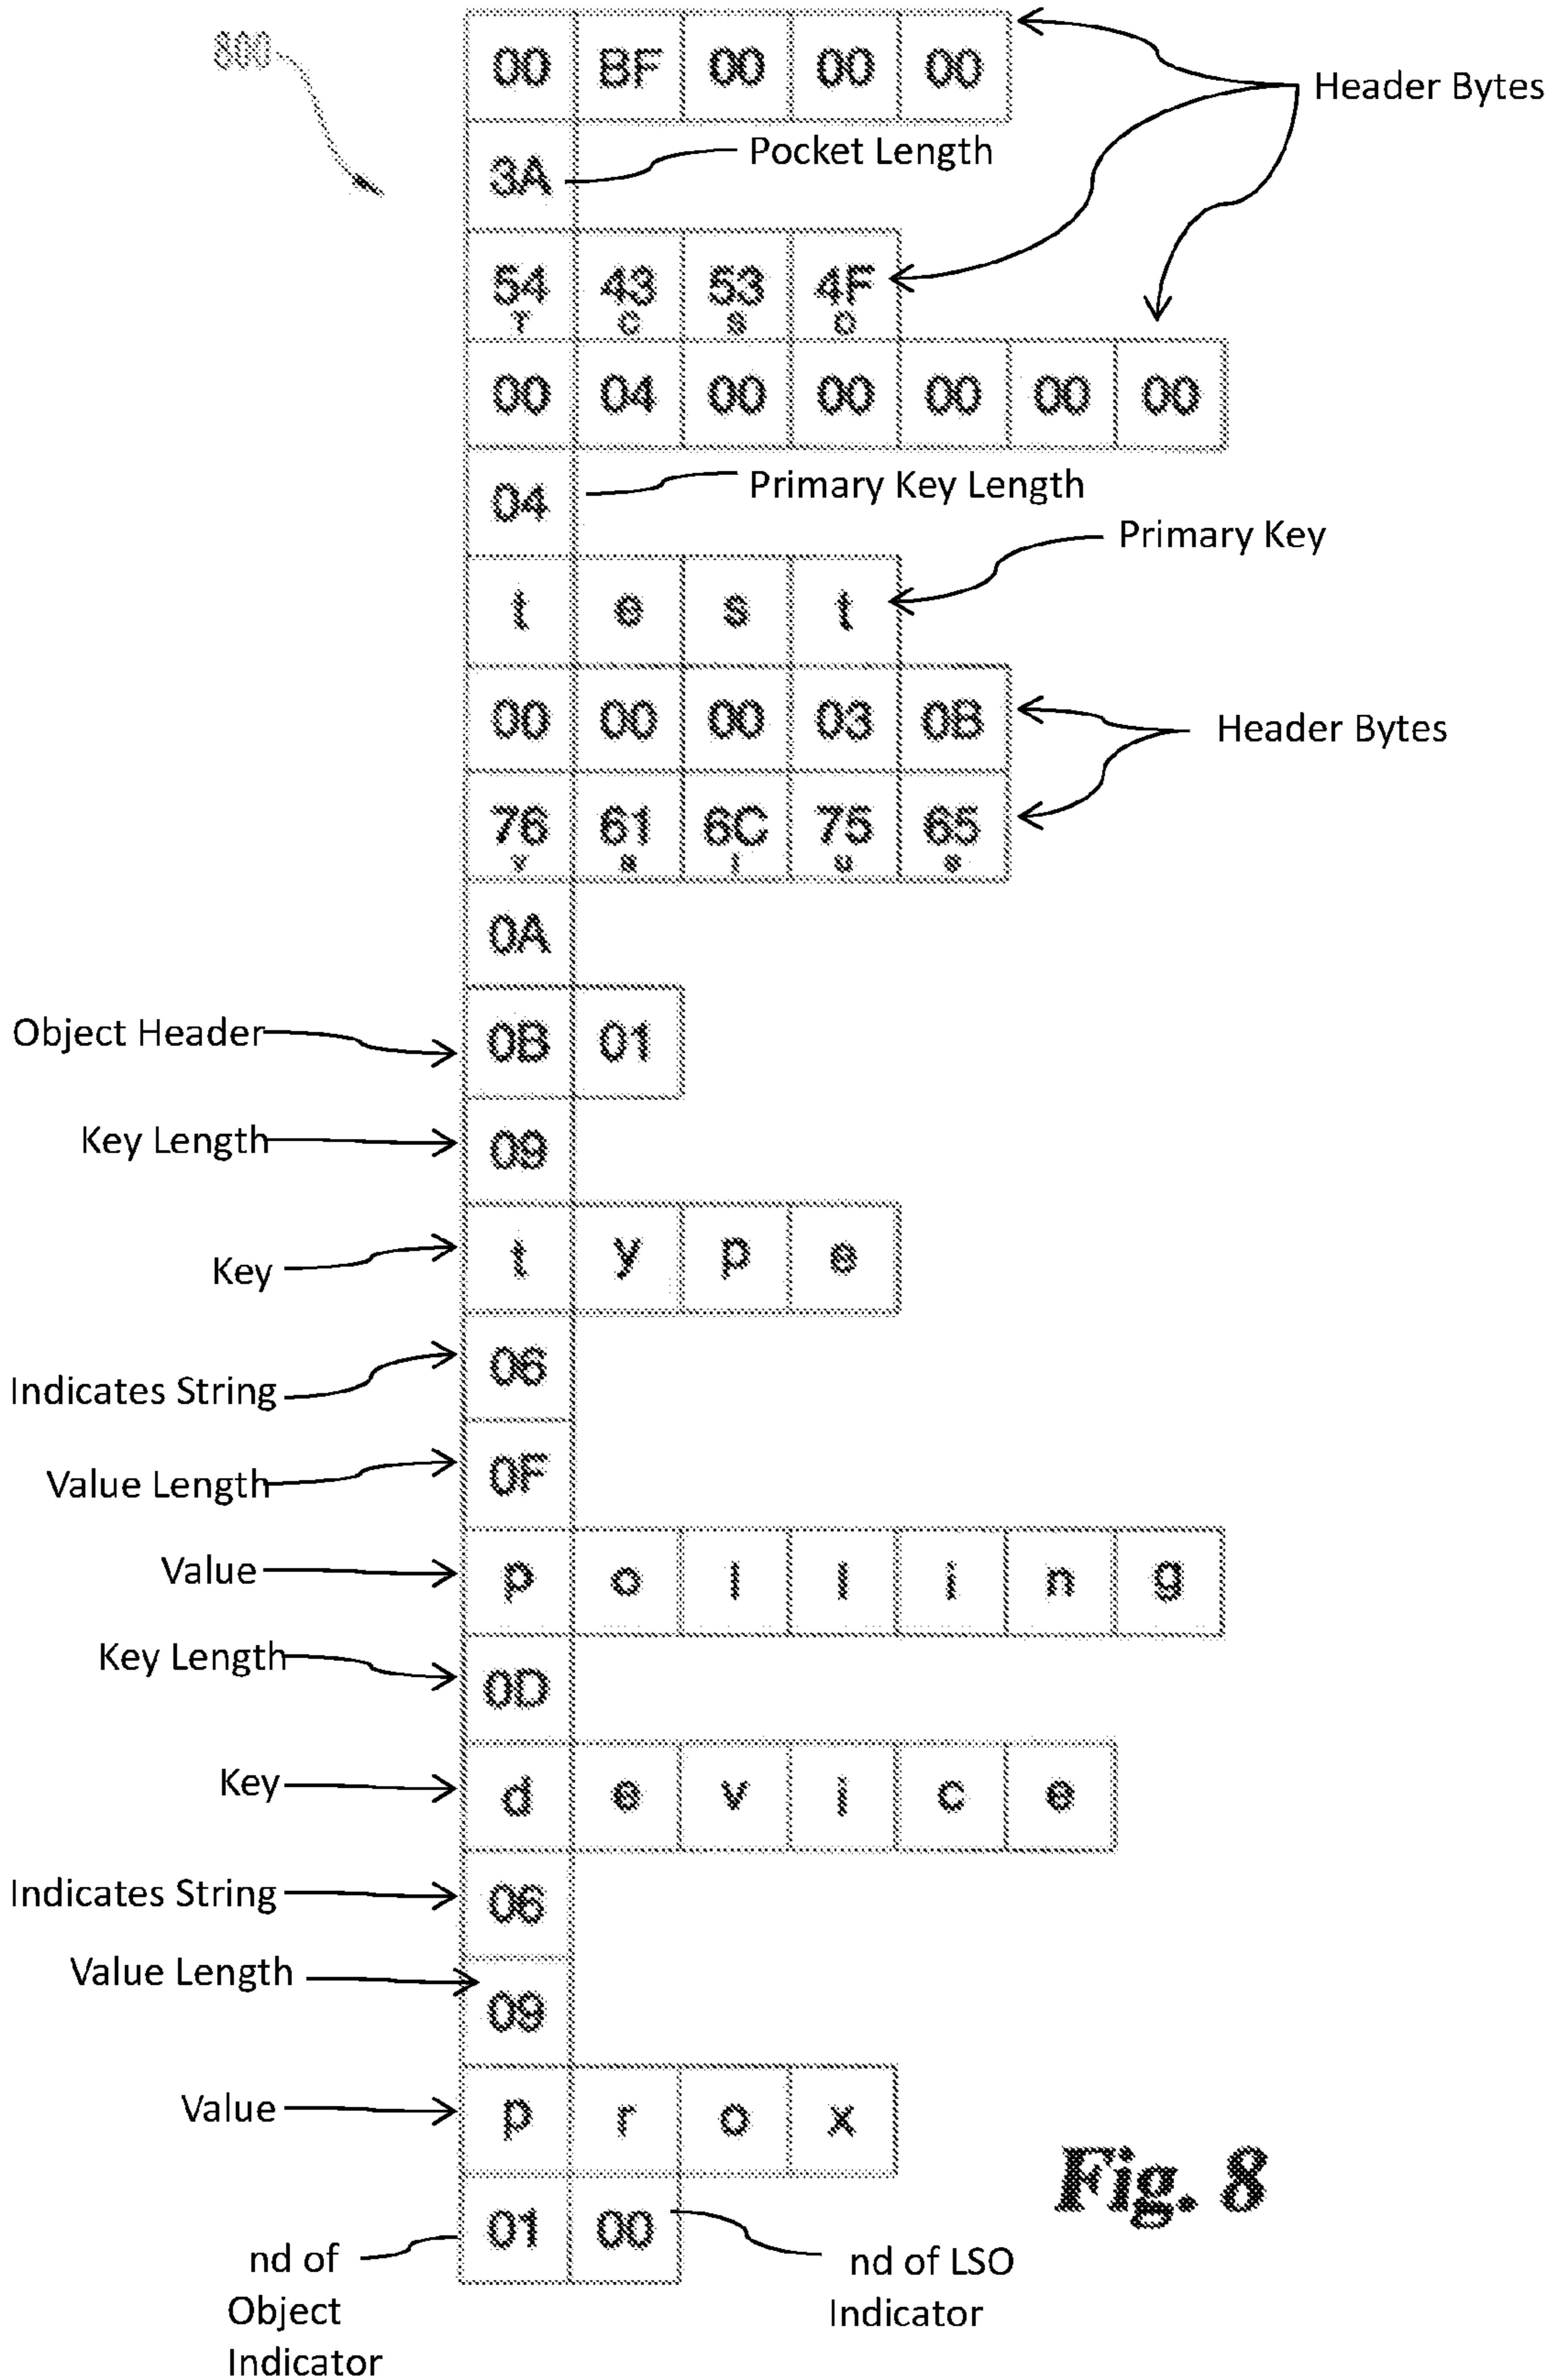 800
00 BF 00 00 00
Header Bytes
3A
Pocket Length
54 43 53 4F
T C S O
00 04 00 00 00 00 00
04
Primary Key Length
Primary Key
t e s t
00 00 00 03 0B
Header Bytes
76 61 6C 75 65
v a l u e
0A
Object Header
0B 01
Key Length
09
Key
t y p e
Indicates String
06
Value Length
0F
Value
p o l l i n g
Key Length
0D
Key
d e v i c e
Indicates String
06
Value Length
09
Value
p r o x
Fig. 8
01 00
nd of
Object
Indicator
nd of LSO
Indicator